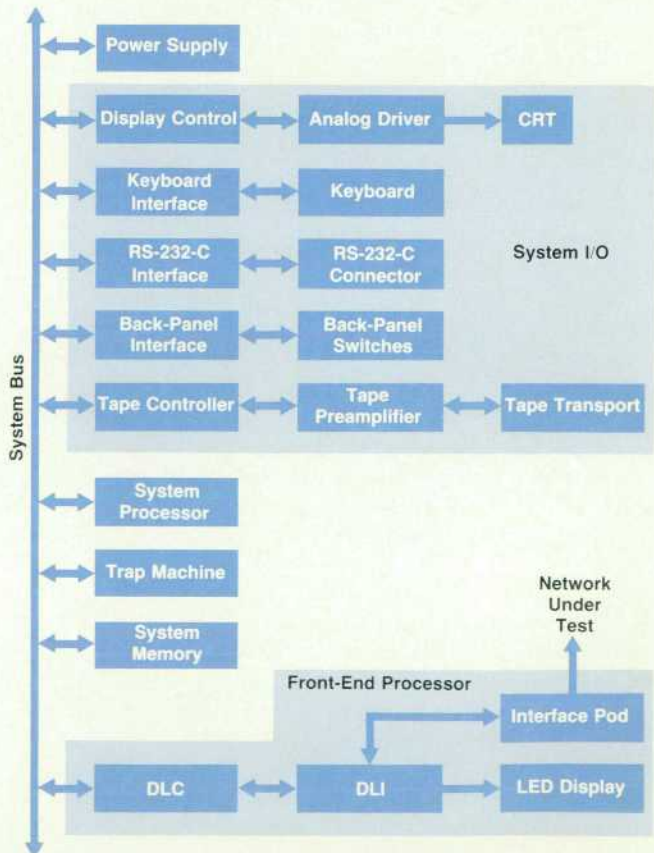 Power Supply
Display Control
Analog Driver
CRT
Keyboard
Interface
Keyboard
RS-232-C
Interface
RS-232-C
Connector
System I/O
Back-Panel
Interface
Back-Panel
Switches
Tape Controller
Tape
Preamplifier
Tape Transport
System Bus
System
Processor
Trap Machine
System
Memory
Network
Under
Test
Front-End Processor
Interface Pod
DLC
DLI
LED Display